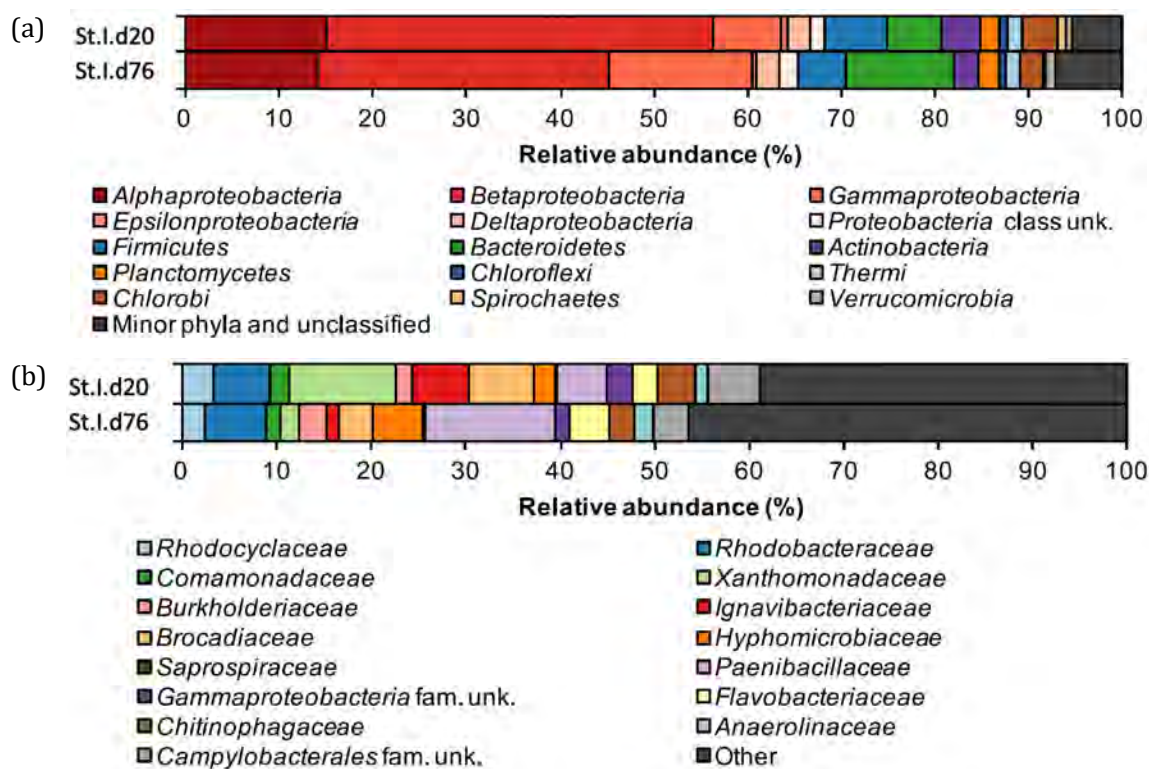 (a)
St.I.d20
St.I.d76
0 10 20 30 40 50 60 70 80 90 100
Relative abundance (%)
Alphaproteobacteria Betaproteobacteria Gammaproteobacteria
Epsilonproteobacteria Deltaproteobacteria Proteobacteria class unk.
Firmicutes Bacteroidetes Actinobacteria
Planctomycetes Chloroflexi Thermi
Chlorobi Spirochaetes Verrucomicrobia
Minor phyla and unclassified
(b)
St.I.d20
St.I.d76
0 10 20 30 40 50 60 70 80 90 100
Relative abundance (%)
Rhodocyclaceae Rhodobacteraceae
Comamonadaceae Xanthomonadaceae
Burkholderiaceae Ignavibacteriaceae
Brocadiaceae Hyphomicrobiaceae
Saprospiraceae Paenibacillaceae
Gammaproteobacteria fam. unk. Flavobacteriaceae
Chitinophagaceae Anaerolinaceae
Campylobacterales fam. unk. Other